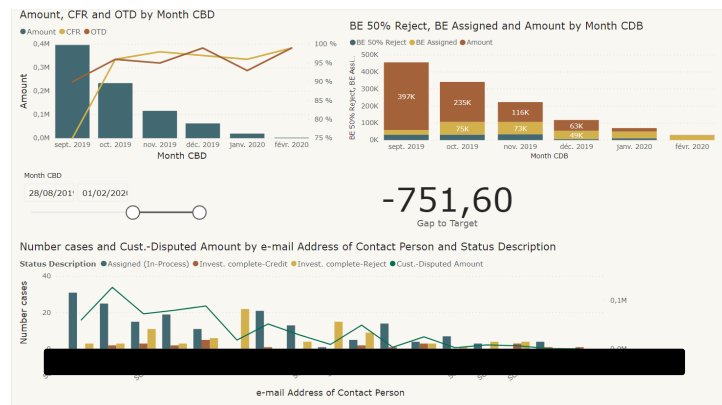 Amount, CFR and OTD by Month CBD
Amount CFR OTD
0,4M
0,3M
0,2M
0,1M
0,0M
Amount
100 %
95 %
90 %
85 %
80 %
75 %
sept. 2019 oct. 2019 nov. 2019 déc. 2019 janv. 2020 févr. 2020
Month CBD
BE 50% Reject, BE Assigned and Amount by Month CDB
BE 50% Reject BE Assigned Amount
BE 50% Reject, BE Assi...
500K
400K
300K
200K
100K
0K
397K
235K
116K
63K
75K
73K
49K
sept. 2019 oct. 2019 nov. 2019 déc. 2019 janv. 2020 févr. 2020
Month CDB
Month CBD
28/08/201 01/02/202
-751,60
Gap to Target
Number cases and Cust.-Disputed Amount by e-mail Address of Contact Person and Status Description
Status Description Assigned (In-Process) Invest. complete-Credit Invest. complete-Reject Cust.-Disputed Amount
Number cases
40
20
0,1M
e-mail Address of Contact Person